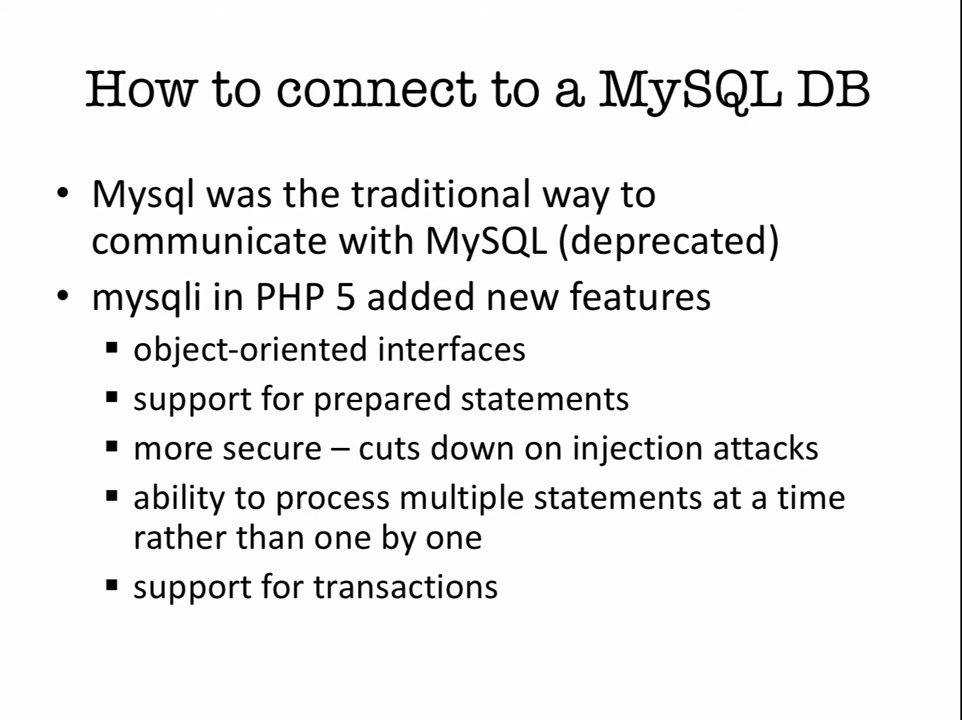 How to connect to a MySQL DB
• Mysql was the traditional way to
communicate with MySQL (deprecated)
• mysqli in PHP 5 added new features
▪ object-oriented interfaces
▪ support for prepared statements
▪ more secure – cuts down on injection attacks
▪ ability to process multiple statements at a time
rather than one by one
▪ support for transactions